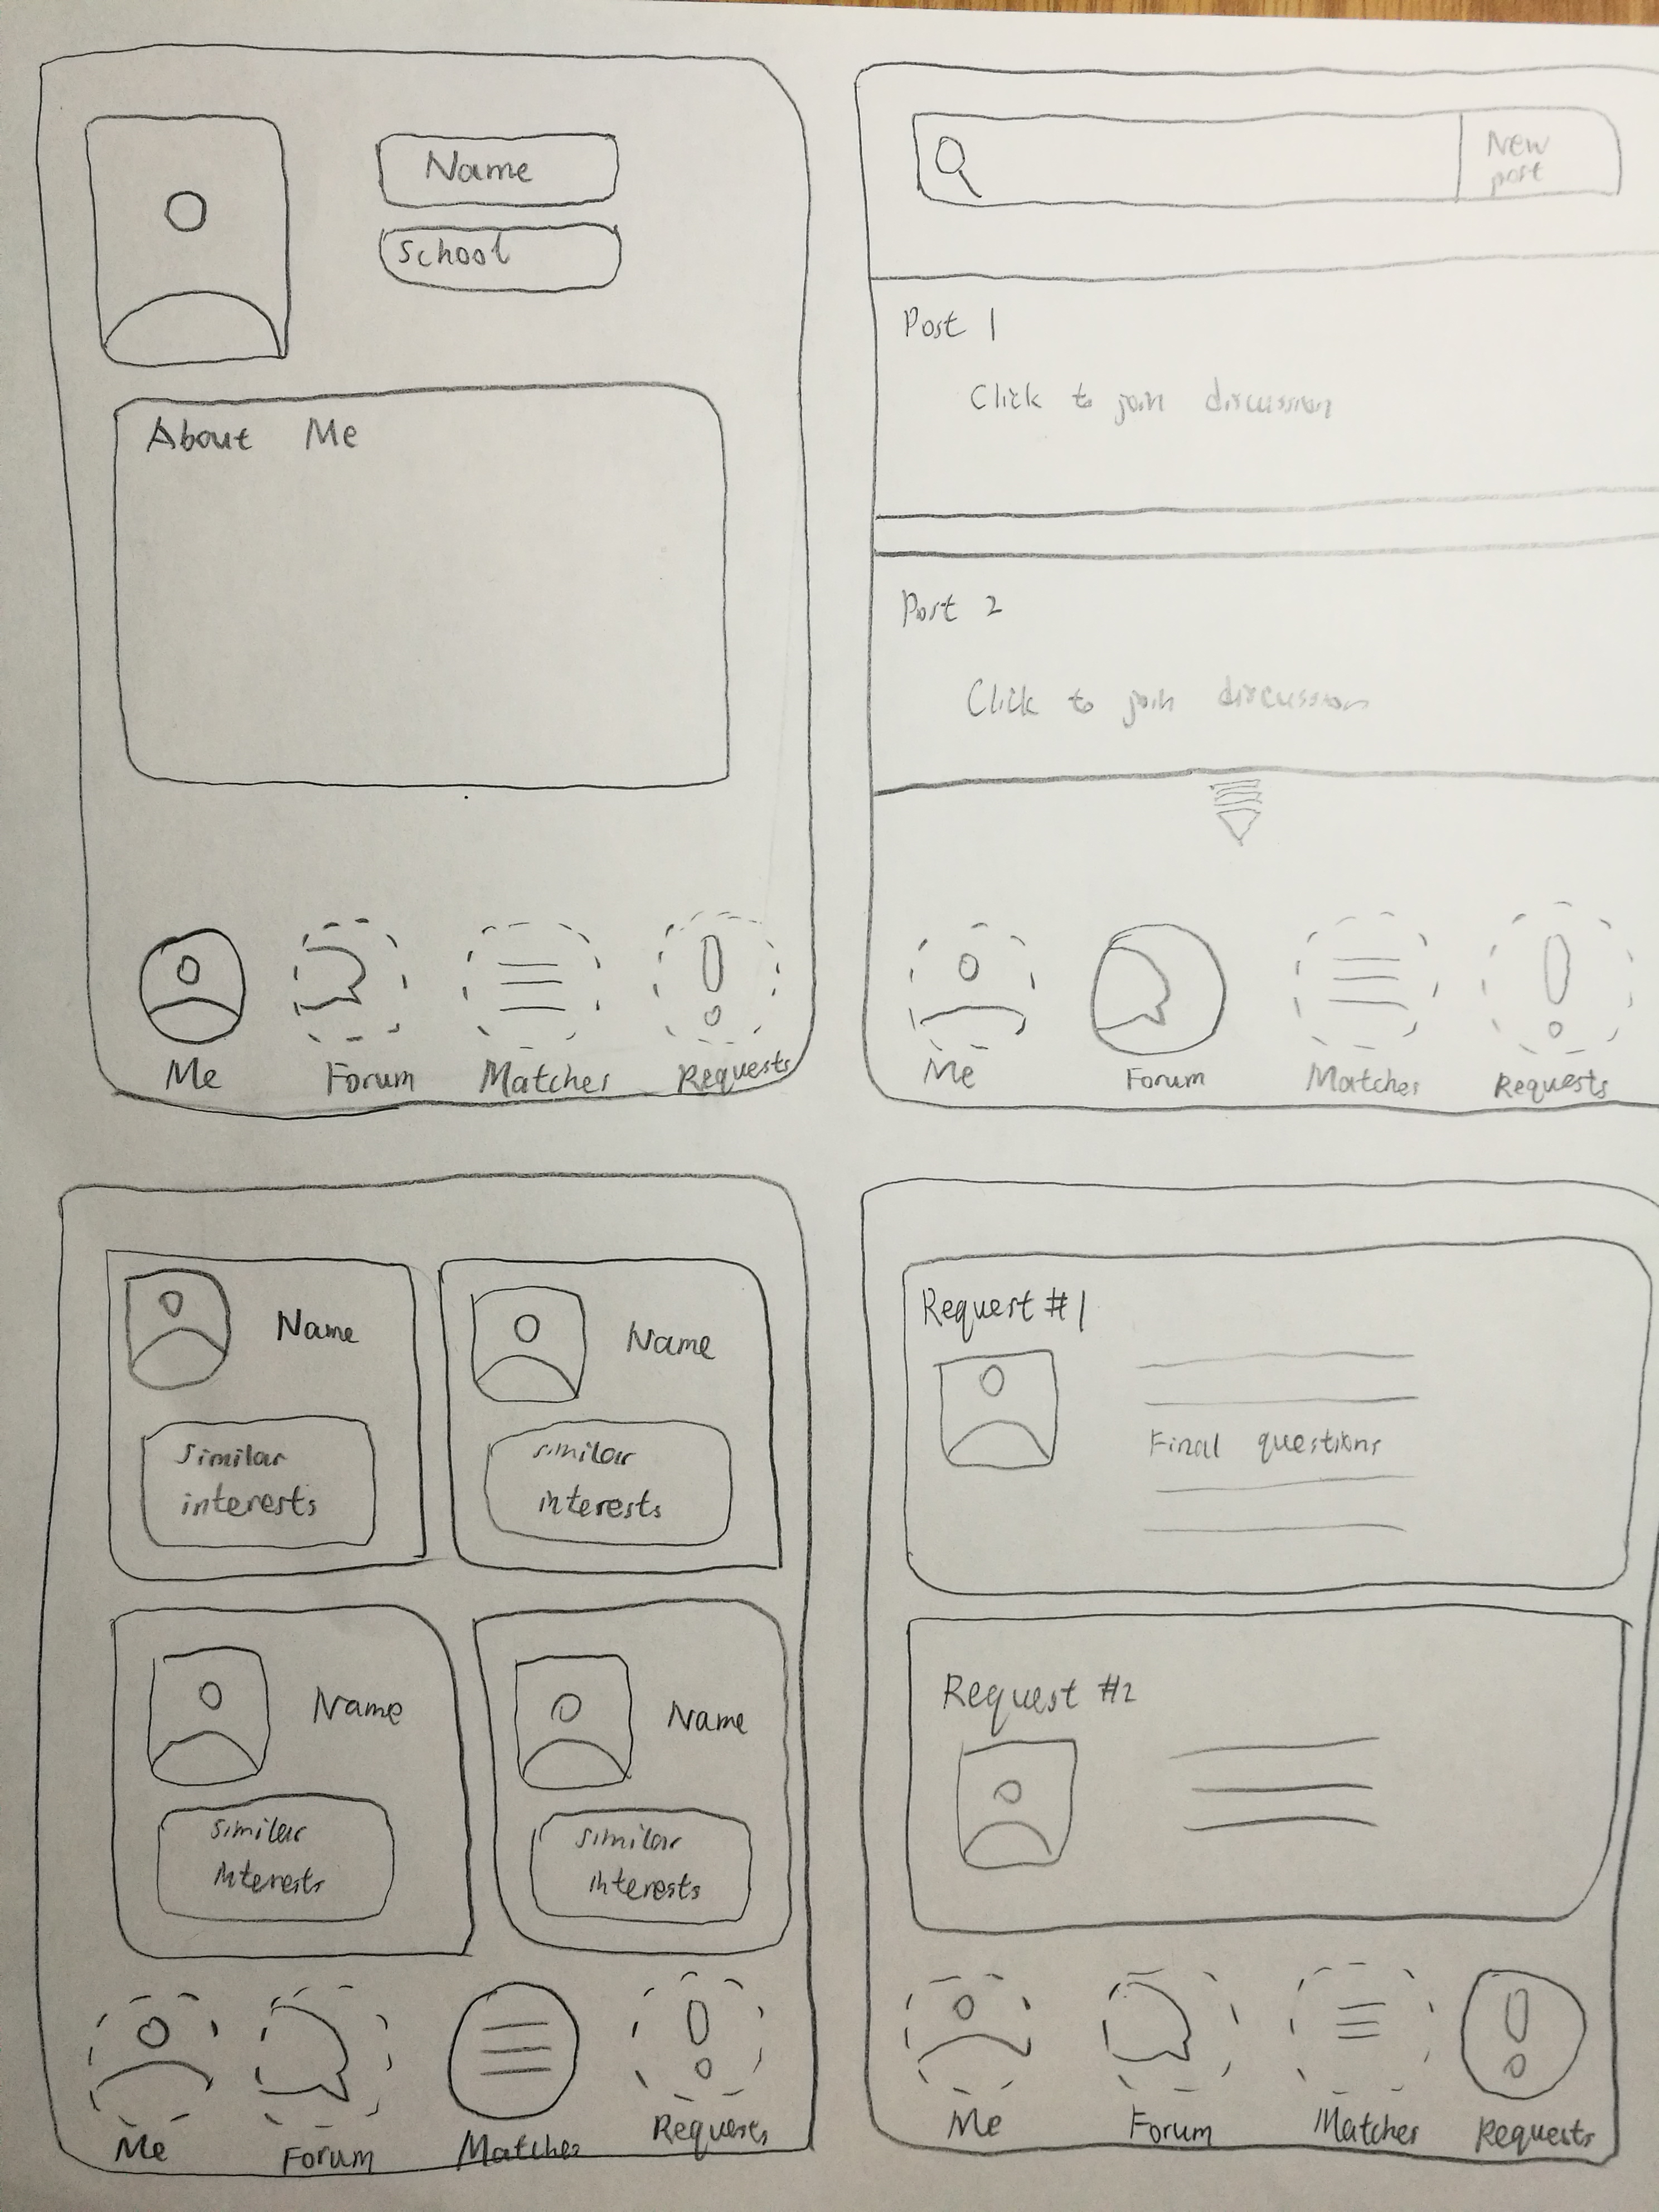 Name
School
About Me
Me Forum Matches Requests
New
post
Post 1
Click to join discussion
Post 2
Click to join discussion
Me Forum Matches Requests
Name
Similar
interests
Name
similar
interests
Name
similar
interests
Name
similar
interests
Me Forum Matches Requests
Request #1
Final questions
Request #2
Me Forum Matches Requests